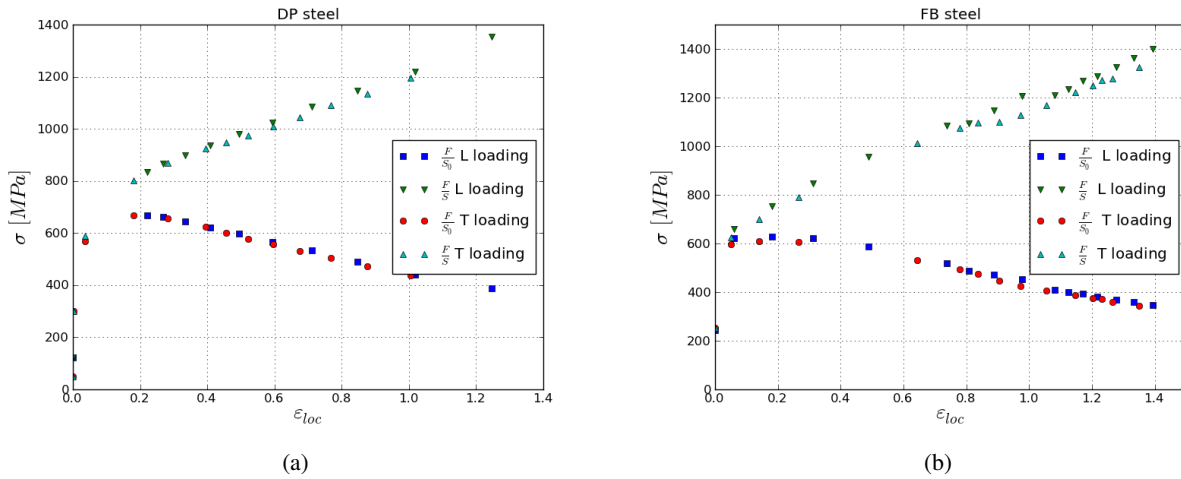 DP steel
1400
1200
1000
800
600
400
200
0
σ [MPa]
0.0 0.2 0.4 0.6 0.8 1.0 1.2 1.4
ε_loc
F/S₀ L loading
F/S L loading
F/S₀ T loading
F/S T loading
(a)
FB steel
1400
1200
1000
800
600
400
200
0
σ [MPa]
0.0 0.2 0.4 0.6 0.8 1.0 1.2 1.4
ε_loc
F/S₀ L loading
F/S L loading
F/S₀ T loading
F/S T loading
(b)